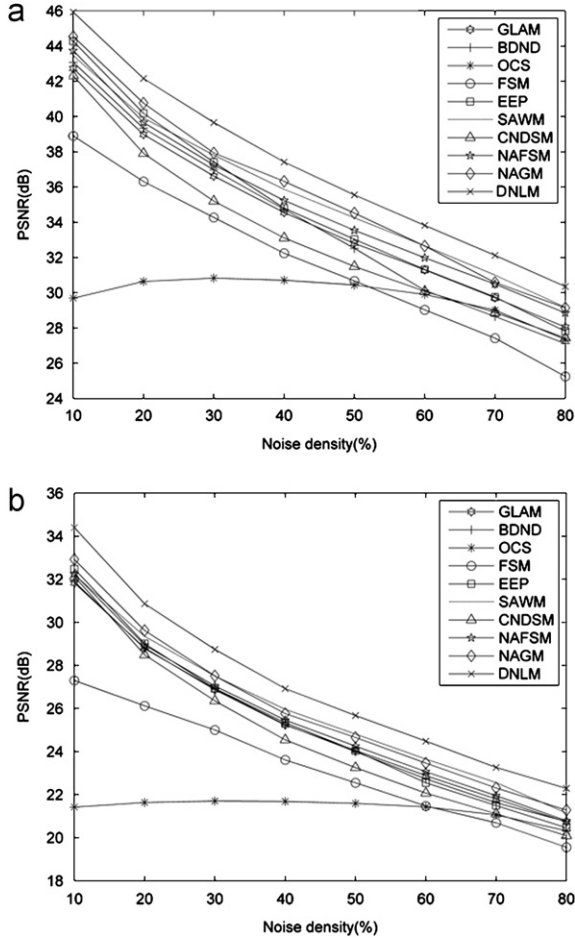 a
46
44
42
40
38
36
34
32
30
28
26
24
PSNR(dB)
10 20 30 40 50 60 70 80
Noise density(%)
GLAM
BDND
OCS
FSM
EEP
SAWM
CNDSM
NAFSM
NAGM
DNLM
b
36
34
32
30
28
26
24
22
20
18
PSNR(dB)
10 20 30 40 50 60 70 80
Noise density(%)
GLAM
BDND
OCS
FSM
EEP
SAWM
CNDSM
NAFSM
NAGM
DNLM